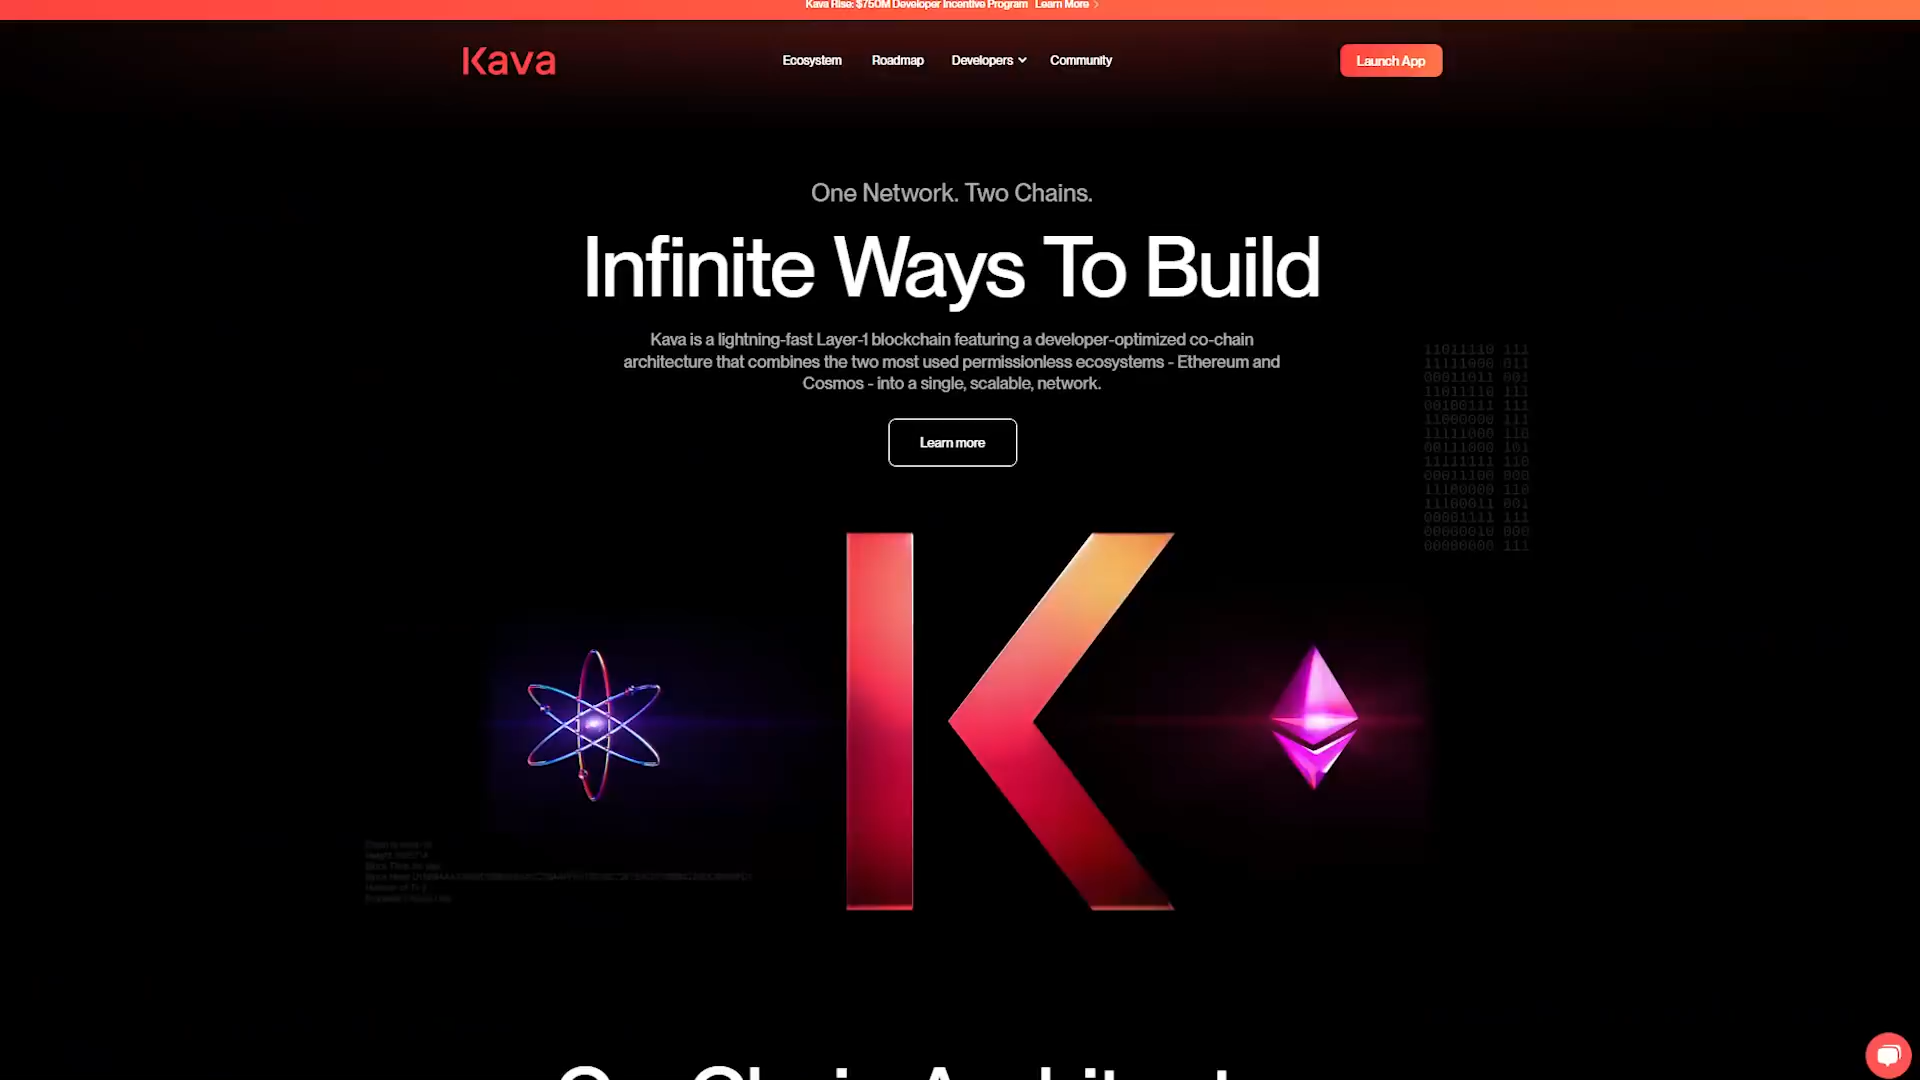 Kava Rise: $750M Developer Incentive Program Learn More >
Kava
Ecosystem Roadmap Developers Community
Launch App
One Network. Two Chains.
Infinite Ways To Build
Kava is a lightning-fast Layer-1 blockchain featuring a developer-optimized co-chain
architecture that combines the two most used permissionless ecosystems - Ethereum and
Cosmos - into a single, scalable, network.
Learn more
11011110 111
11111000 011
00011011 001
11011110 111
00100111 111
11000000 111
11111000 110
00111000 101
11111111 110
00011100 000
11100000 110
11100011 001
00001111 111
00000010 000
00000000 111
K